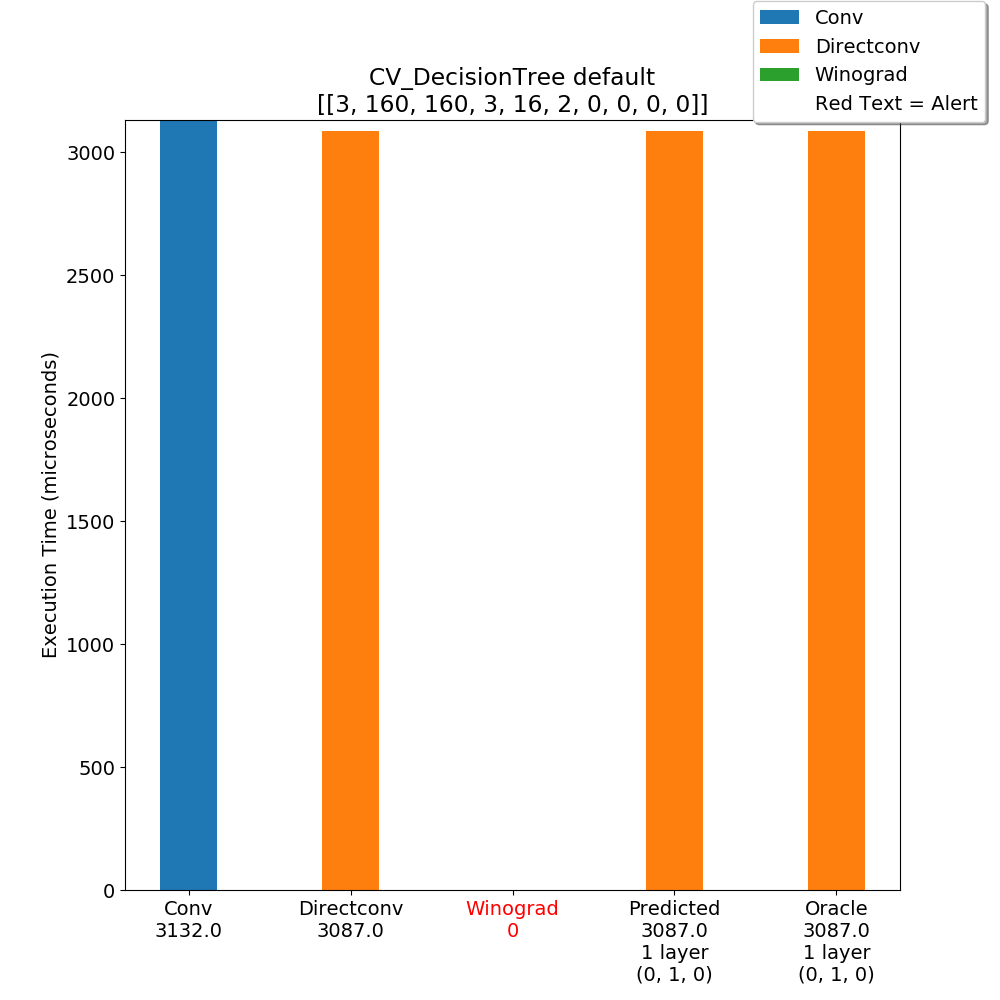 Conv
Directconv
Winograd
Red Text = Alert
CV_DecisionTree default
[[3, 160, 160, 3, 16, 2, 0, 0, 0, 0]]
Execution Time (microseconds)
3000
2500
2000
1500
1000
500
0
Conv
3132.0
Directconv
3087.0
Winograd
0
Predicted
3087.0
1 layer
(0, 1, 0)
Oracle
3087.0
1 layer
(0, 1, 0)